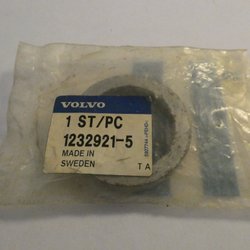 VOLVO
1 ST/PC
1232921-5
MADE IN
SWEDEN
T A